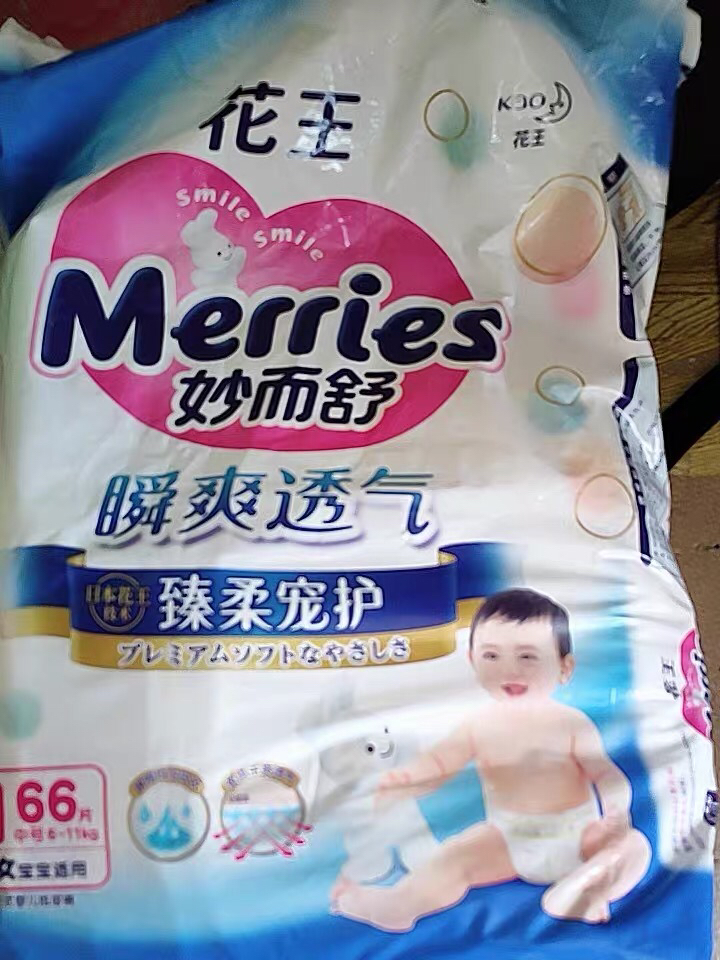 花王
Kao
花王
Smile Smile
Merries
妙而舒
瞬爽透气
日本花王
技术
臻柔宠护
プレミアムソフトなやさしさ
66片
中号 6-11kg
女宝宝适用